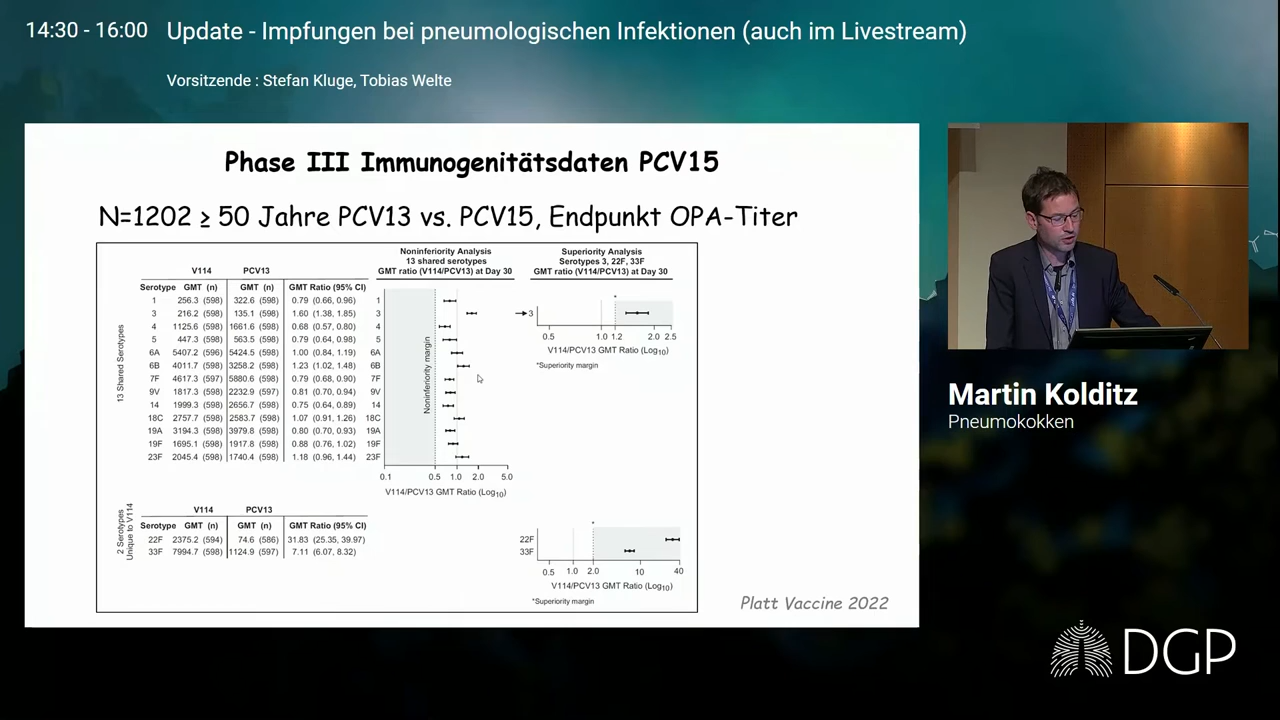 14:30 - 16:00 Update - Impfungen bei pneumologischen Infektionen (auch im Livestream)
Vorsitzende : Stefan Kluge, Tobias Welte
Phase III Immunogenitätsdaten PCV15
N=1202 ≥ 50 Jahre PCV13 vs. PCV15, Endpunkt OPA-Titer
Noninferiority Analysis
13 shared serotypes
GMT ratio (V114/PCV13) at Day 30
Superiority Analysis
Serotypes 3, 22F, 33F
GMT ratio (V114/PCV13) at Day 30
V114 PCV13
Serotype GMT (n) GMT (n) GMT Ratio (95% CI)
13 Shared Serotypes
1 256.3 (598) 322.6 (598) 0.79 (0.66, 0.96) 1
3 216.2 (598) 135.1 (598) 1.60 (1.38, 1.85) 3
4 1125.6 (598) 1661.6 (598) 0.68 (0.57, 0.80) 4
5 447.3 (598) 563.5 (598) 0.79 (0.64, 0.98) 5
6A 5407.2 (596) 5424.5 (598) 1.00 (0.84, 1.19) 6A
6B 4011.7 (598) 3258.2 (598) 1.23 (1.02, 1.48) 6B
7F 4617.3 (597) 5880.6 (598) 0.79 (0.68, 0.90) 7F
9V 1817.3 (598) 2232.9 (597) 0.81 (0.70, 0.94) 9V
14 1999.3 (598) 2656.7 (598) 0.75 (0.64, 0.89) 14
18C 2757.7 (598) 2583.7 (598) 1.07 (0.91, 1.26) 18C
19A 3194.3 (598) 3979.8 (598) 0.80 (0.70, 0.93) 19A
19F 1695.1 (598) 1917.8 (598) 0.88 (0.76, 1.02) 19F
23F 2045.4 (598) 1740.4 (598) 1.18 (0.96, 1.44) 23F
Noninferiority margin
0.1 0.5 1.0 2.0 5.0
V114/PCV13 GMT Ratio (Log10)
*
3
0.5 1.0 1.2 2.0 2.5
V114/PCV13 GMT Ratio (Log10)
*Superiority margin
V114 PCV13
Serotype GMT (n) GMT (n) GMT Ratio (95% CI)
2 Serotypes
Unique to V114
22F 2375.2 (594) 74.6 (586) 31.83 (25.35, 39.97)
33F 7994.7 (598) 1124.9 (597) 7.11 (6.07, 8.32)
*
22F
33F
0.5 1.0 2.0 10 40
V114/PCV13 GMT Ratio (Log10)
*Superiority margin
Platt Vaccine 2022
Martin Kolditz
Pneumokokken
DGP